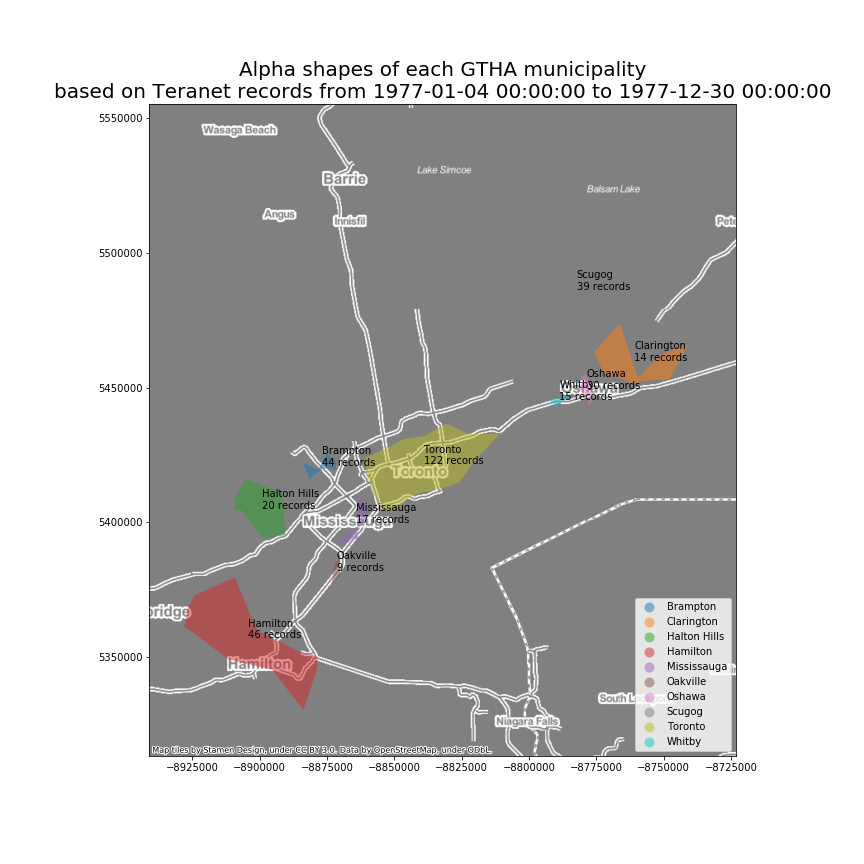 Alpha shapes of each GTHA municipality
based on Teranet records from 1977-01-04 00:00:00 to 1977-12-30 00:00:00
5550000
5500000
5450000
5400000
5350000
Wasaga Beach
Lake Simcoe
Barrie
Balsam Lake
Angus
Innisfil
Pete
Scugog
39 records
Clarington
14 records
Oshawa
30 records
Whitby
15 records
Oshawa
Brampton
44 records
Toronto
122 records
Toronto
Halton Hills
20 records
Mississauga
17 records
Mississauga
Oakville
9 records
bridge
Hamilton
46 records
Hamilton
Niagara Falls
Brampton
Clarington
Halton Hills
Hamilton
Mississauga
Oakville
Oshawa
Scugog
Toronto
Whitby
Map tiles by Stamen Design, under CC BY 3.0. Data by OpenStreetMap, under ODbL.
−8925000 −8900000 −8875000 −8850000 −8825000 −8800000 −8775000 −8750000 −8725000